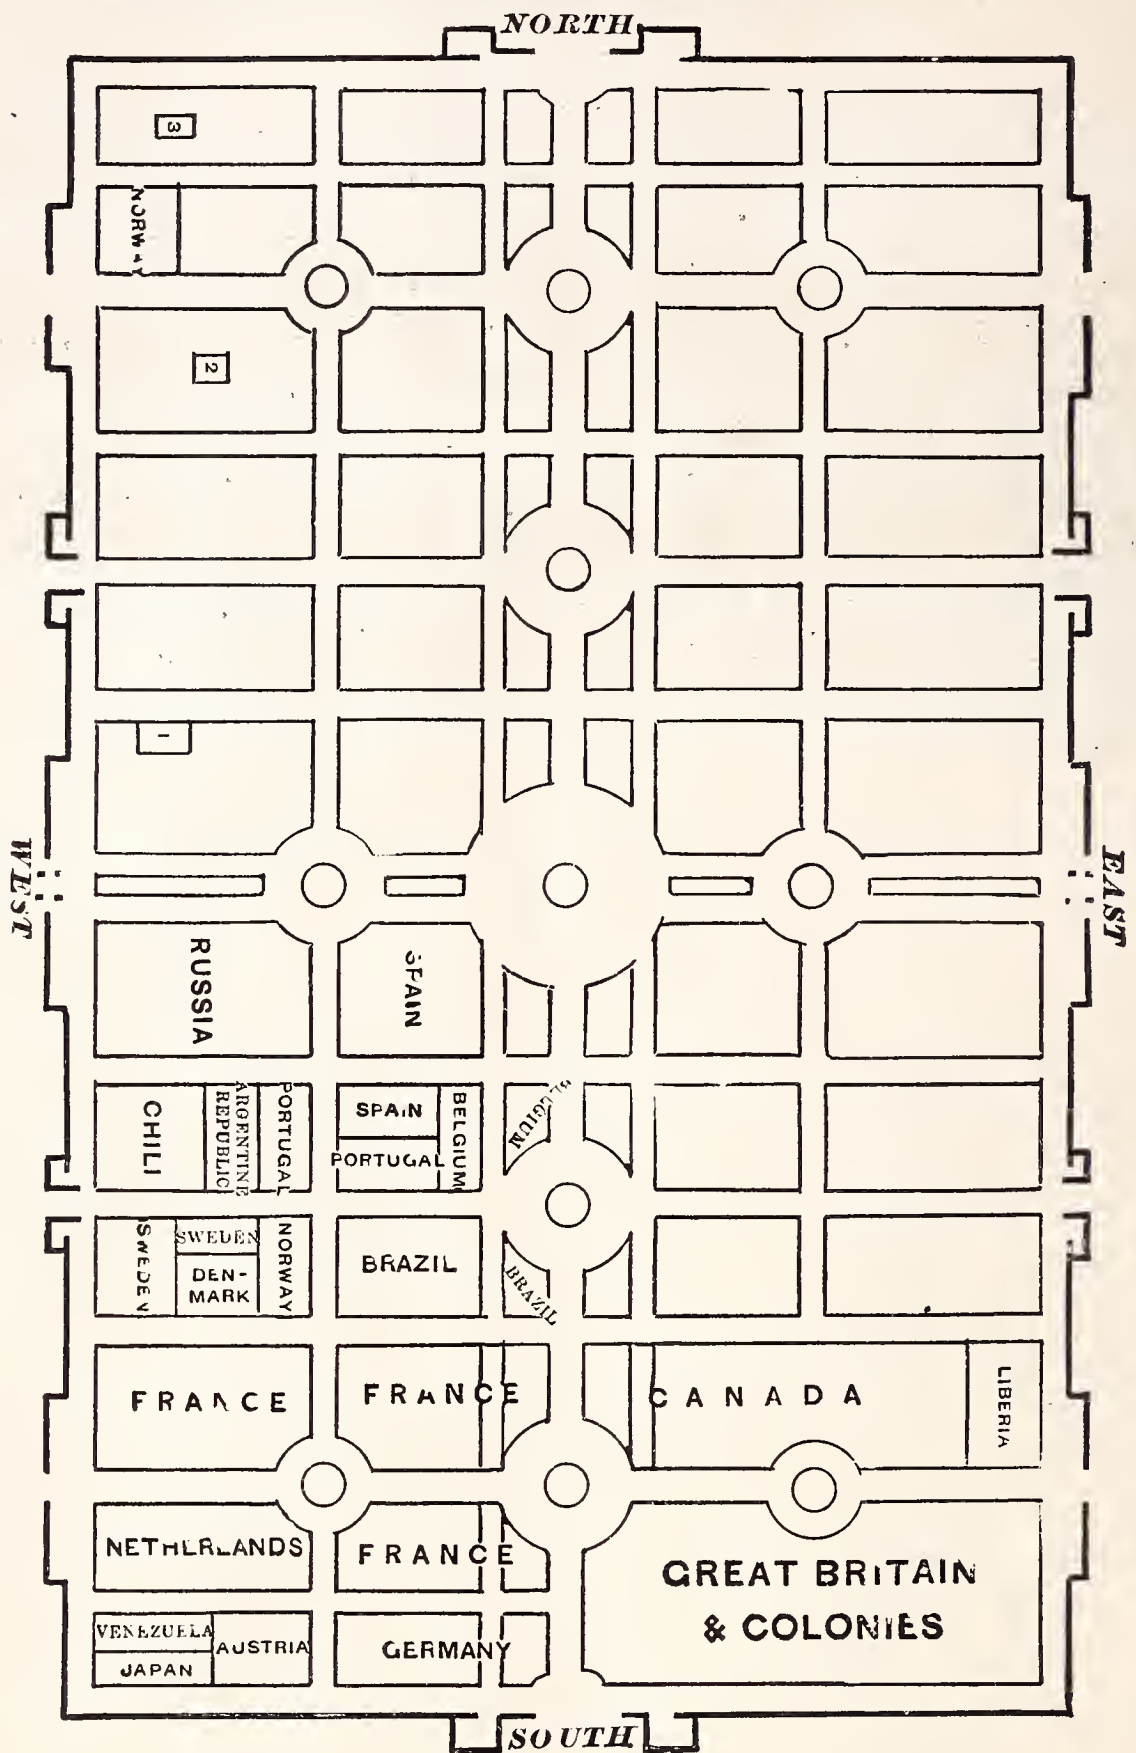 NORTH
3
NORWAY
2
1
WEST
EAST
RUSSIA
SPAIN
CHILI
ARGENTINE
REPUBLIC
PORTUGAL
SPAIN
PORTUGAL
BELGIUM
BELGIUM
SWEDEN
SWEDEN
DEN-
MARK
NORWAY
BRAZIL
BRAZIL
FRANCE
FRANCE
CANADA
LIBERIA
NETHERLANDS
FRANCE
GREAT BRITAIN
& COLONIES
VENEZUELA
JAPAN
AUSTRIA
GERMANY
SOUTH